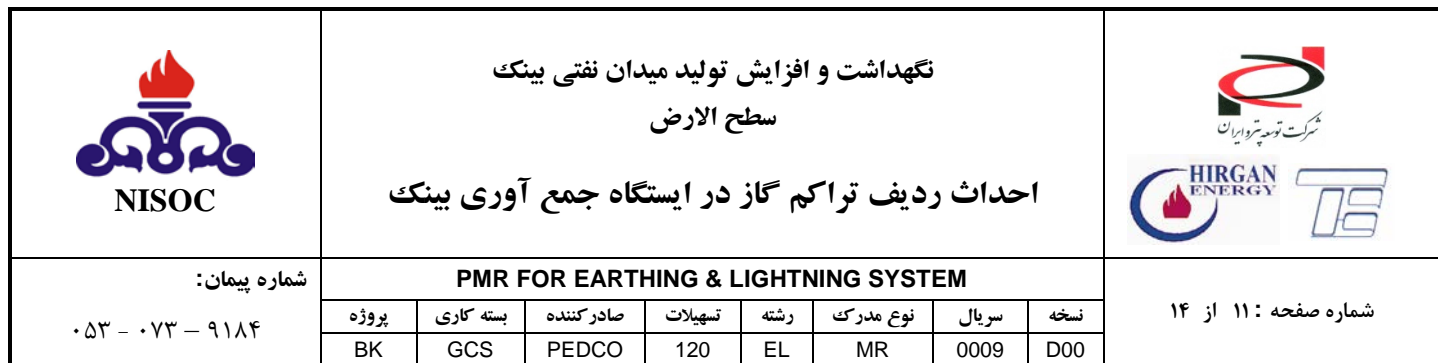 نگهداشت و افزایش تولید میدان نفتی بینک
سطح الارض
احداث ردیف تراکم گاز در ایستگاه جمع آوری بینک
NISOC
شرکت توسعه پترو ایران
HIRGAN
ENERGY
شماره پیمان:
۰۵۳ - ۰۷۳ – ۹۱۸۴
PMR FOR EARTHING & LIGHTNING SYSTEM
پروژه بسته کاری صادرکننده تسهیلات رشته نوع مدرک سریال نسخه
BK GCS PEDCO 120 EL MR 0009 D00
شماره صفحه : ۱۱ از ۱۴